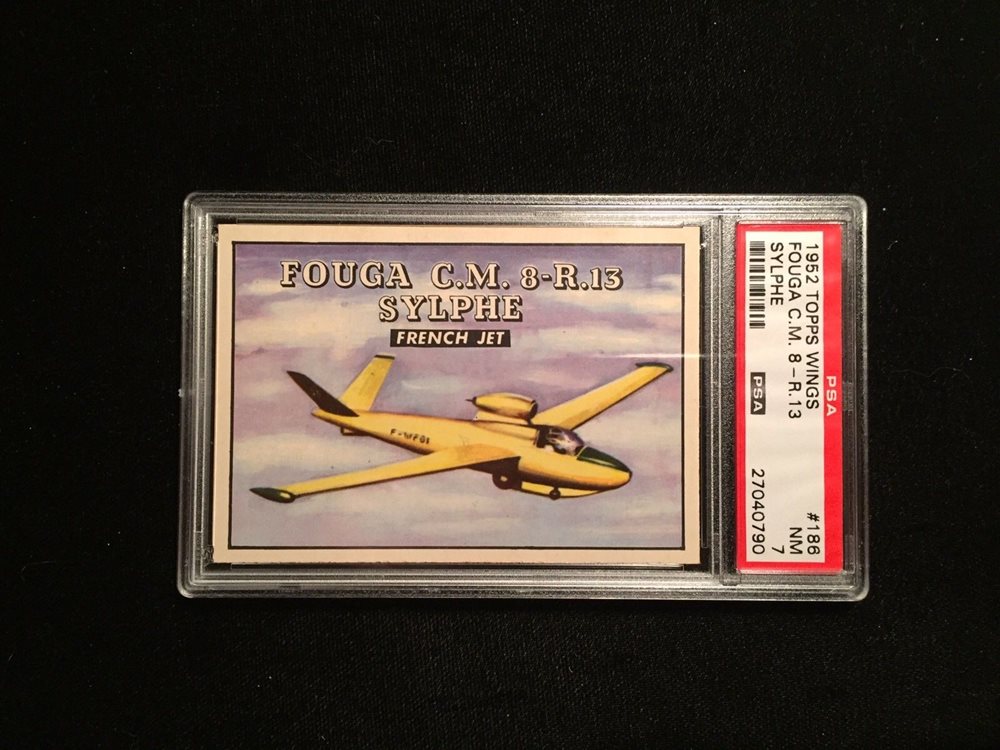 FOUGA C.M. 8-R.13
SYLPHE
FRENCH JET
PSA
1952 TOPPS WINGS #186
FOUGA C.M. 8-R.13 NM
SYLPHE PSA 7
27040790